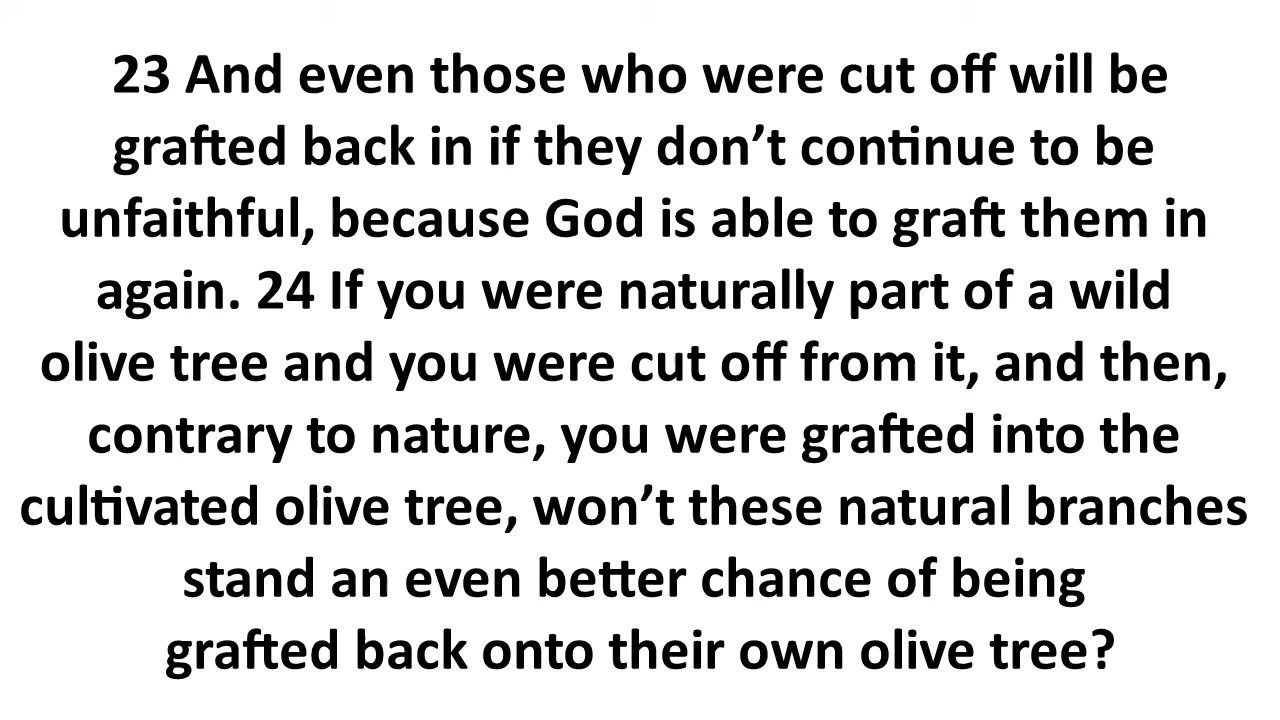 23 And even those who were cut off will be
grafted back in if they don’t continue to be
unfaithful, because God is able to graft them in
again. 24 If you were naturally part of a wild
olive tree and you were cut off from it, and then,
contrary to nature, you were grafted into the
cultivated olive tree, won’t these natural branches
stand an even better chance of being
grafted back onto their own olive tree?